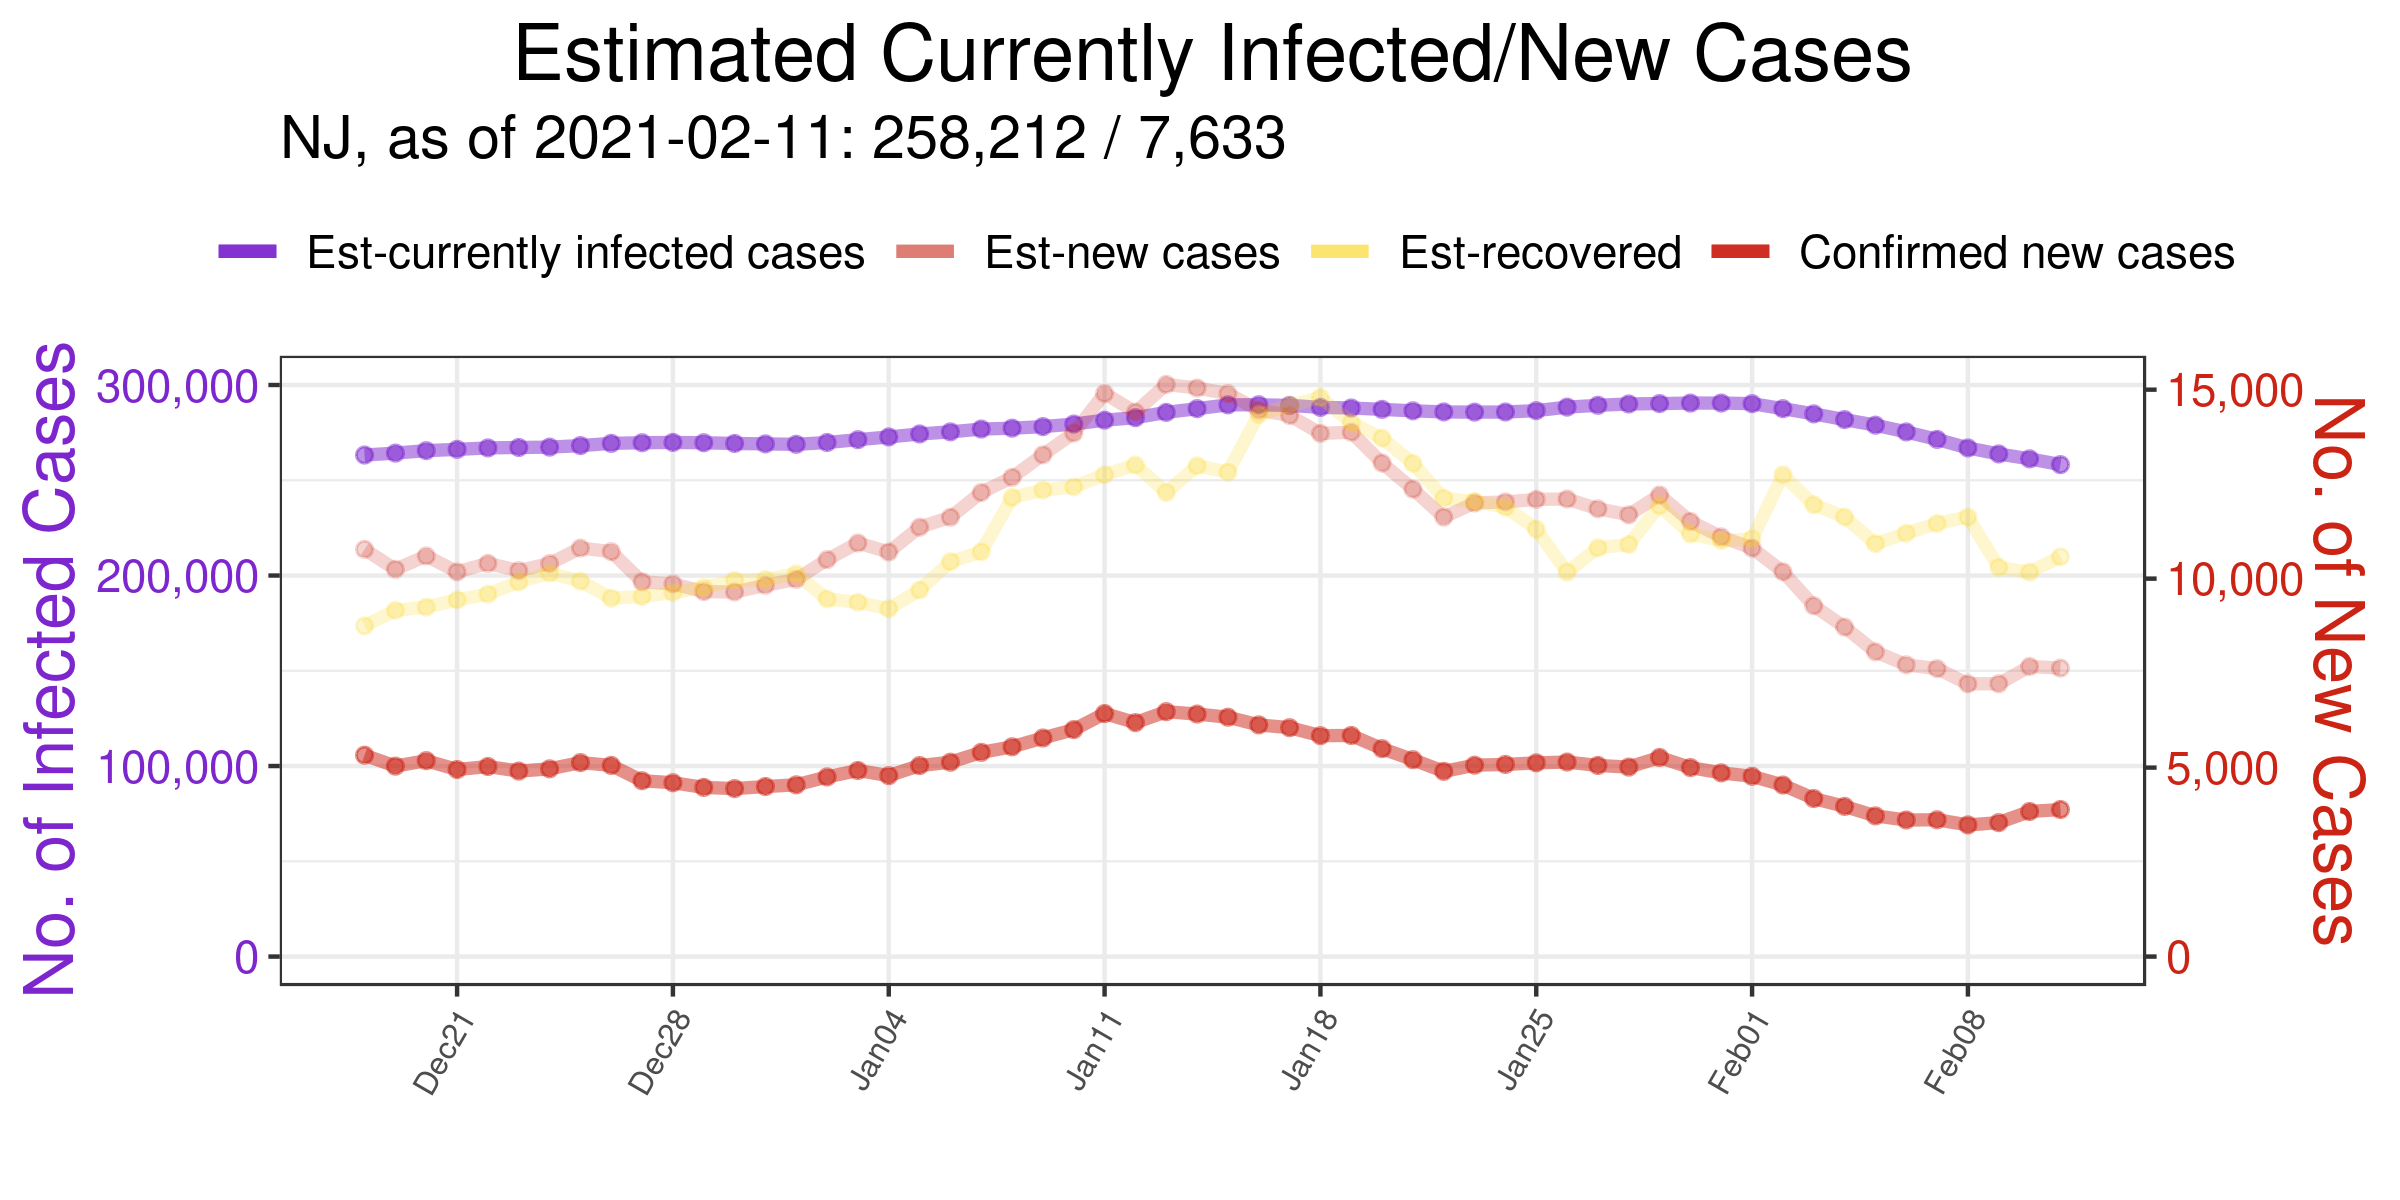 Estimated Currently Infected/New Cases
NJ, as of 2021-02-11: 258,212 / 7,633
Est-currently infected cases Est-new cases Est-recovered Confirmed new cases
No. of Infected Cases
300,000
200,000
100,000
0
15,000
10,000
5,000
0
No. of New Cases
Dec21 Dec28 Jan04 Jan11 Jan18 Jan25 Feb01 Feb08